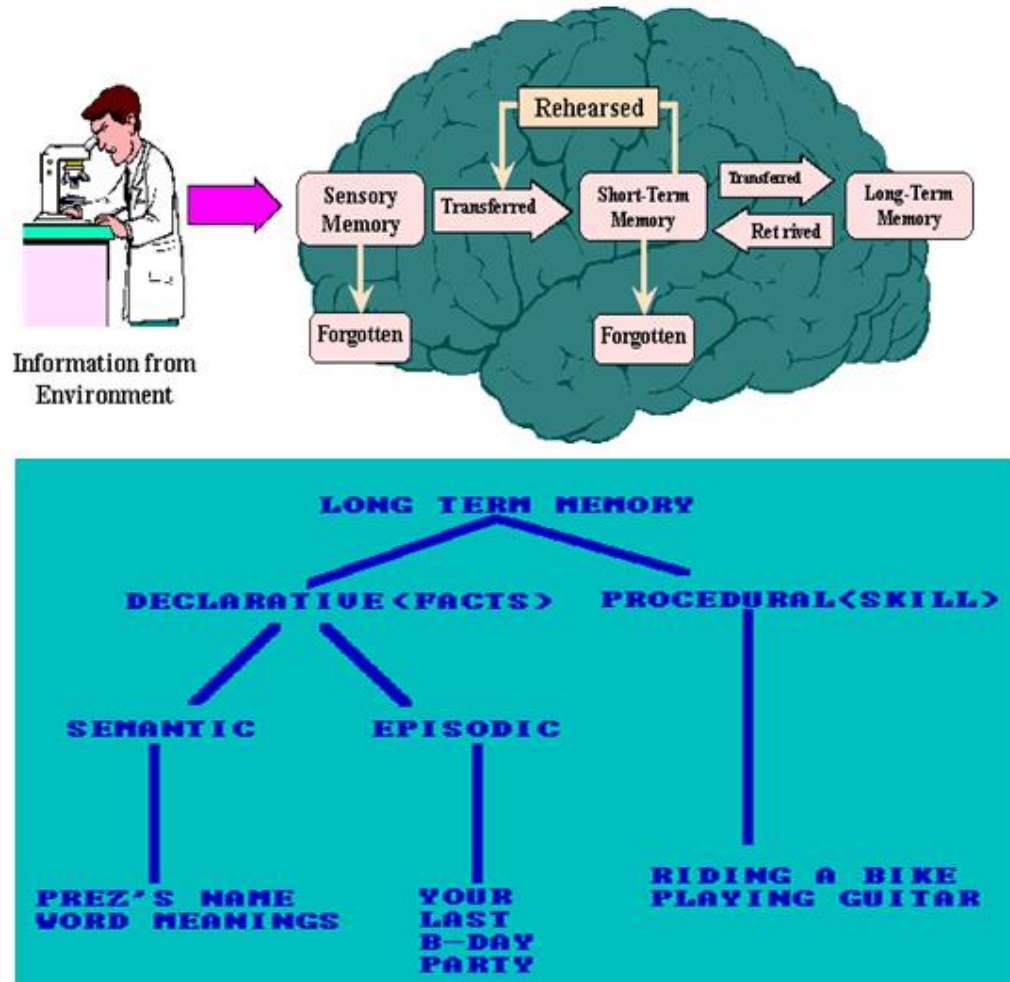 Rehearsed
Sensory
Memory
Transferred
Short-Term
Memory
Transferred
Ret rived
Long-Term
Memory
Forgotten
Forgotten
Information from
Environment
LONG TERM MEMORY
DECLARATIVE<FACTS>
PROCEDURAL<SKILL>
SEMANTIC
EPISODIC
PREZ'S NAME
WORD MEANINGS
YOUR
LAST
B-DAY
PARTY
RIDING A BIKE
PLAYING GUITAR